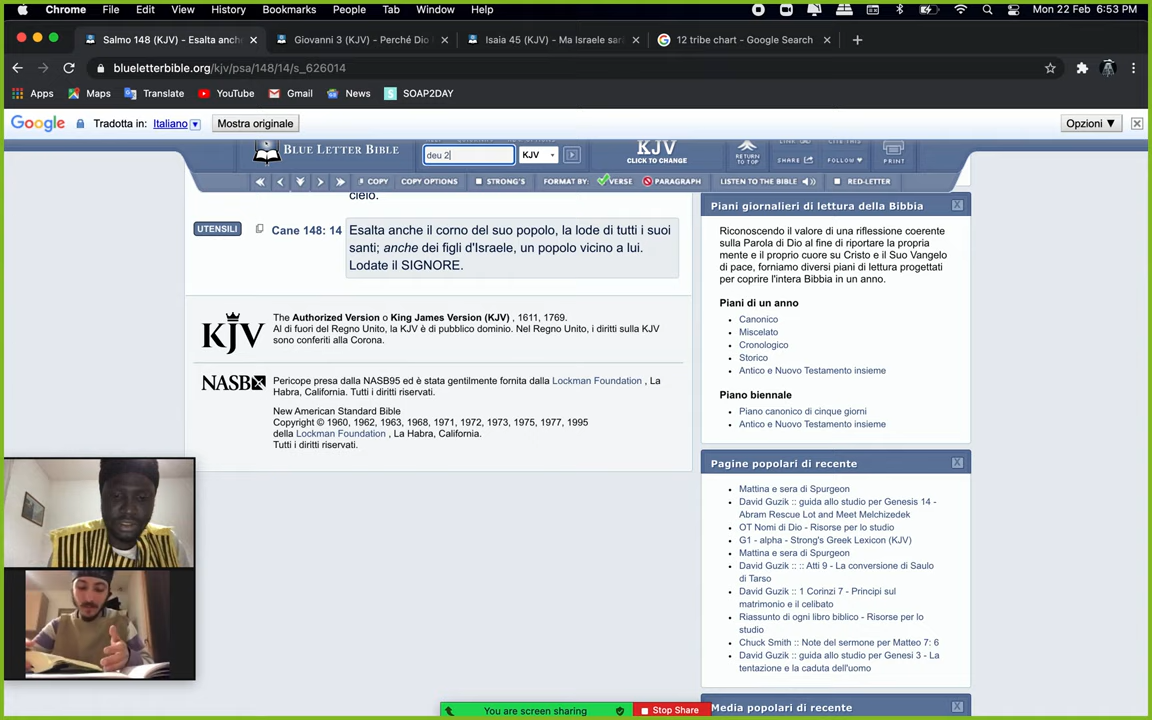 Chrome File Edit View History Bookmarks People Tab Window Help Mon 22 Feb 6:53 PM
Salmo 148 (KJV) - Esalta anch
Giovanni 3 (KJV) - Perché Dio
Isaia 45 (KJV) - Ma Israele sar
12 tribe chart - Google Search
blueletterbible.org/kjv/psa/148/14/s_626014
Apps Maps Translate YouTube Gmail News SOAP2DAY
Google Tradotta in: Italiano Mostra originale Opzioni ▼
BLUE LETTER BIBLE
deu 2
KJV
KJV
CLICK TO CHANGE
RETURN TO TOP
CITE THIS
SHARE
FOLLOW
PRINT
COPY COPY OPTIONS STRONG'S FORMAT BY: VERSE PARAGRAPH LISTEN TO THE BIBLE RED-LETTER
cielo.
UTENSILI
Cane 148: 14
Esalta anche il corno del suo popolo, la lode di tutti i suoi
santi; anche dei figli d'Israele, un popolo vicino a lui.
Lodate il SIGNORE.
KJV
The Authorized Version o King James Version (KJV) , 1611, 1769.
Al di fuori del Regno Unito, la KJV è di pubblico dominio. Nel Regno Unito, i diritti sulla KJV
sono conferiti alla Corona.
NASB
Pericope presa dalla NASB95 ed è stata gentilmente fornita dalla Lockman Foundation , La
Habra, California. Tutti i diritti riservati.
New American Standard Bible
Copyright © 1960, 1962, 1963, 1968, 1971, 1972, 1973, 1975, 1977, 1995
della Lockman Foundation , La Habra, California.
Tutti i diritti riservati.
Piani giornalieri di lettura della Bibbia
Riconoscendo il valore di una riflessione coerente
sulla Parola di Dio al fine di riportare la propria
mente e il proprio cuore su Cristo e il Suo Vangelo
di pace, forniamo diversi piani di lettura progettati
per coprire l'intera Bibbia in un anno.
Piani di un anno
Canonico
Miscelato
Cronologico
Storico
Antico e Nuovo Testamento insieme
Piano biennale
Piano canonico di cinque giorni
Antico e Nuovo Testamento insieme
Pagine popolari di recente
Mattina e sera di Spurgeon
David Guzik :: guida allo studio per Genesis 14 -
Abram Rescue Lot and Meet Melchizedek
OT Nomi di Dio - Risorse per lo studio
G1 - alpha - Strong's Greek Lexicon (KJV)
Mattina e sera di Spurgeon
David Guzik :: :: Atti 9 - La conversione di Saulo
di Tarso
David Guzik :: 1 Corinzi 7 - Principi sul
matrimonio e il celibato
Riassunto di ogni libro biblico - Risorse per lo
studio
Chuck Smith :: Note del sermone per Matteo 7: 6
David Guzik :: guida allo studio per Genesi 3 - La
tentazione e la caduta dell'uomo
Media popolari di recente
You are screen sharing
Stop Share